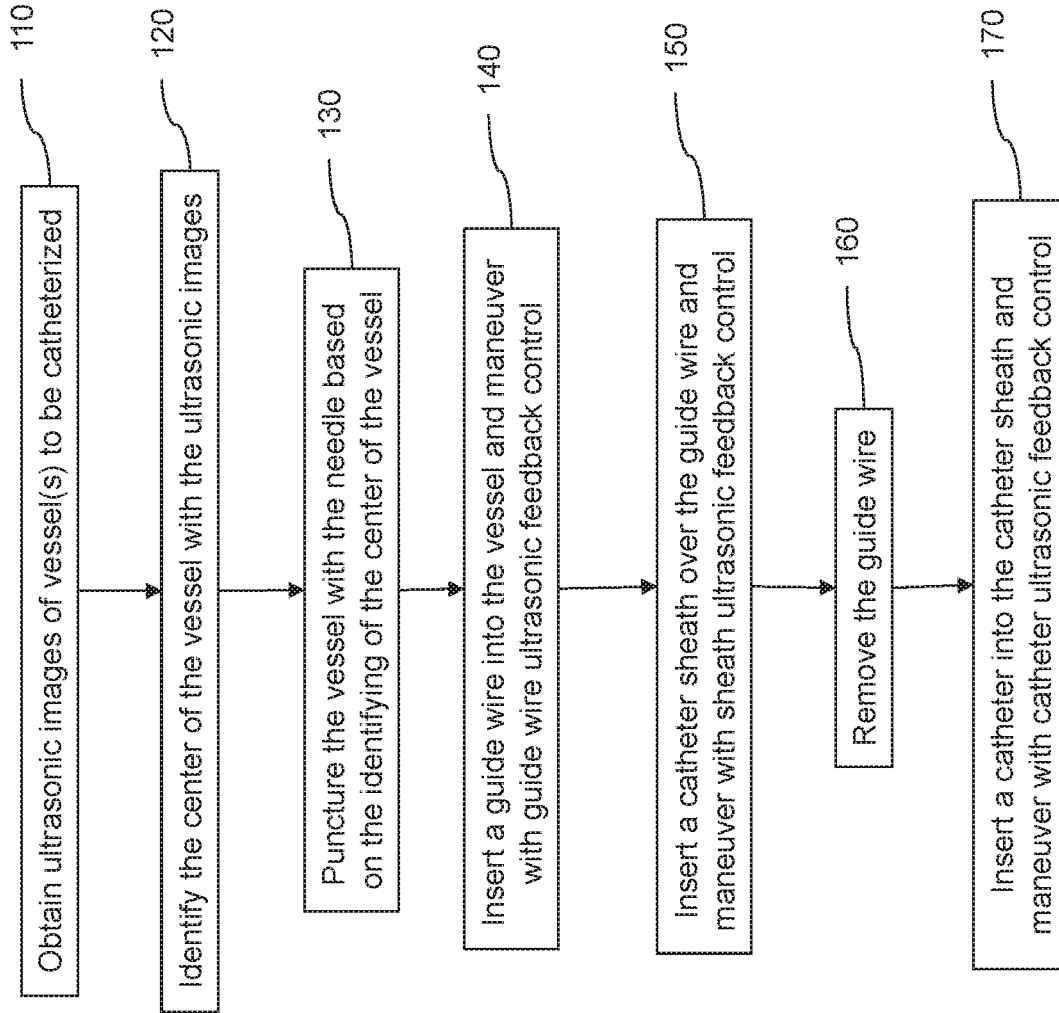 Obtain ultrasonic images of vessel(s) to be catheterized
110
Identify the center of the vessel with the ultrasonic images
120
Puncture the vessel with the needle based
on the identifying of the center of the vessel
130
Insert a guide wire into the vessel and maneuver
with guide wire ultrasonic feedback control
140
Insert a catheter sheath over the guide wire and
maneuver with sheath ultrasonic feedback control
150
Remove the guide wire
160
Insert a catheter into the catheter sheath and
maneuver with catheter ultrasonic feedback control
170